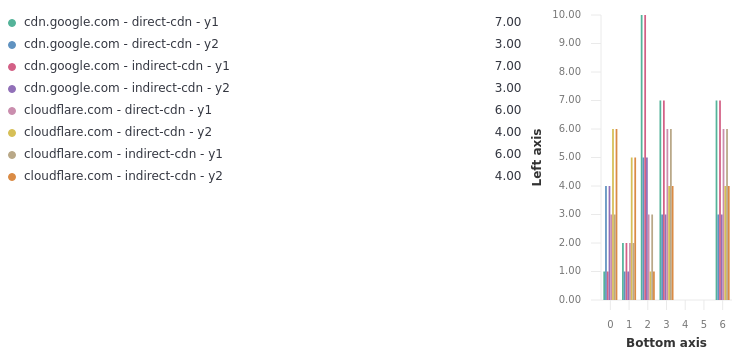 cdn.google.com - direct-cdn - y1 7.00
cdn.google.com - direct-cdn - y2 3.00
cdn.google.com - indirect-cdn - y1 7.00
cdn.google.com - indirect-cdn - y2 3.00
cloudflare.com - direct-cdn - y1 6.00
cloudflare.com - direct-cdn - y2 4.00
cloudflare.com - indirect-cdn - y1 6.00
cloudflare.com - indirect-cdn - y2 4.00
Left axis
10.00
9.00
8.00
7.00
6.00
5.00
4.00
3.00
2.00
1.00
0.00
0 1 2 3 4 5 6
Bottom axis